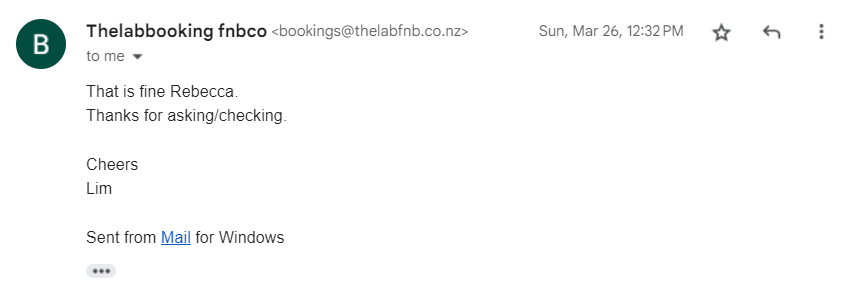 B
Thelabbooking fnbco <bookings@thelabfnb.co.nz> Sun, Mar 26, 12:32 PM
to me
That is fine Rebecca.
Thanks for asking/checking.
Cheers
Lim
Sent from Mail for Windows